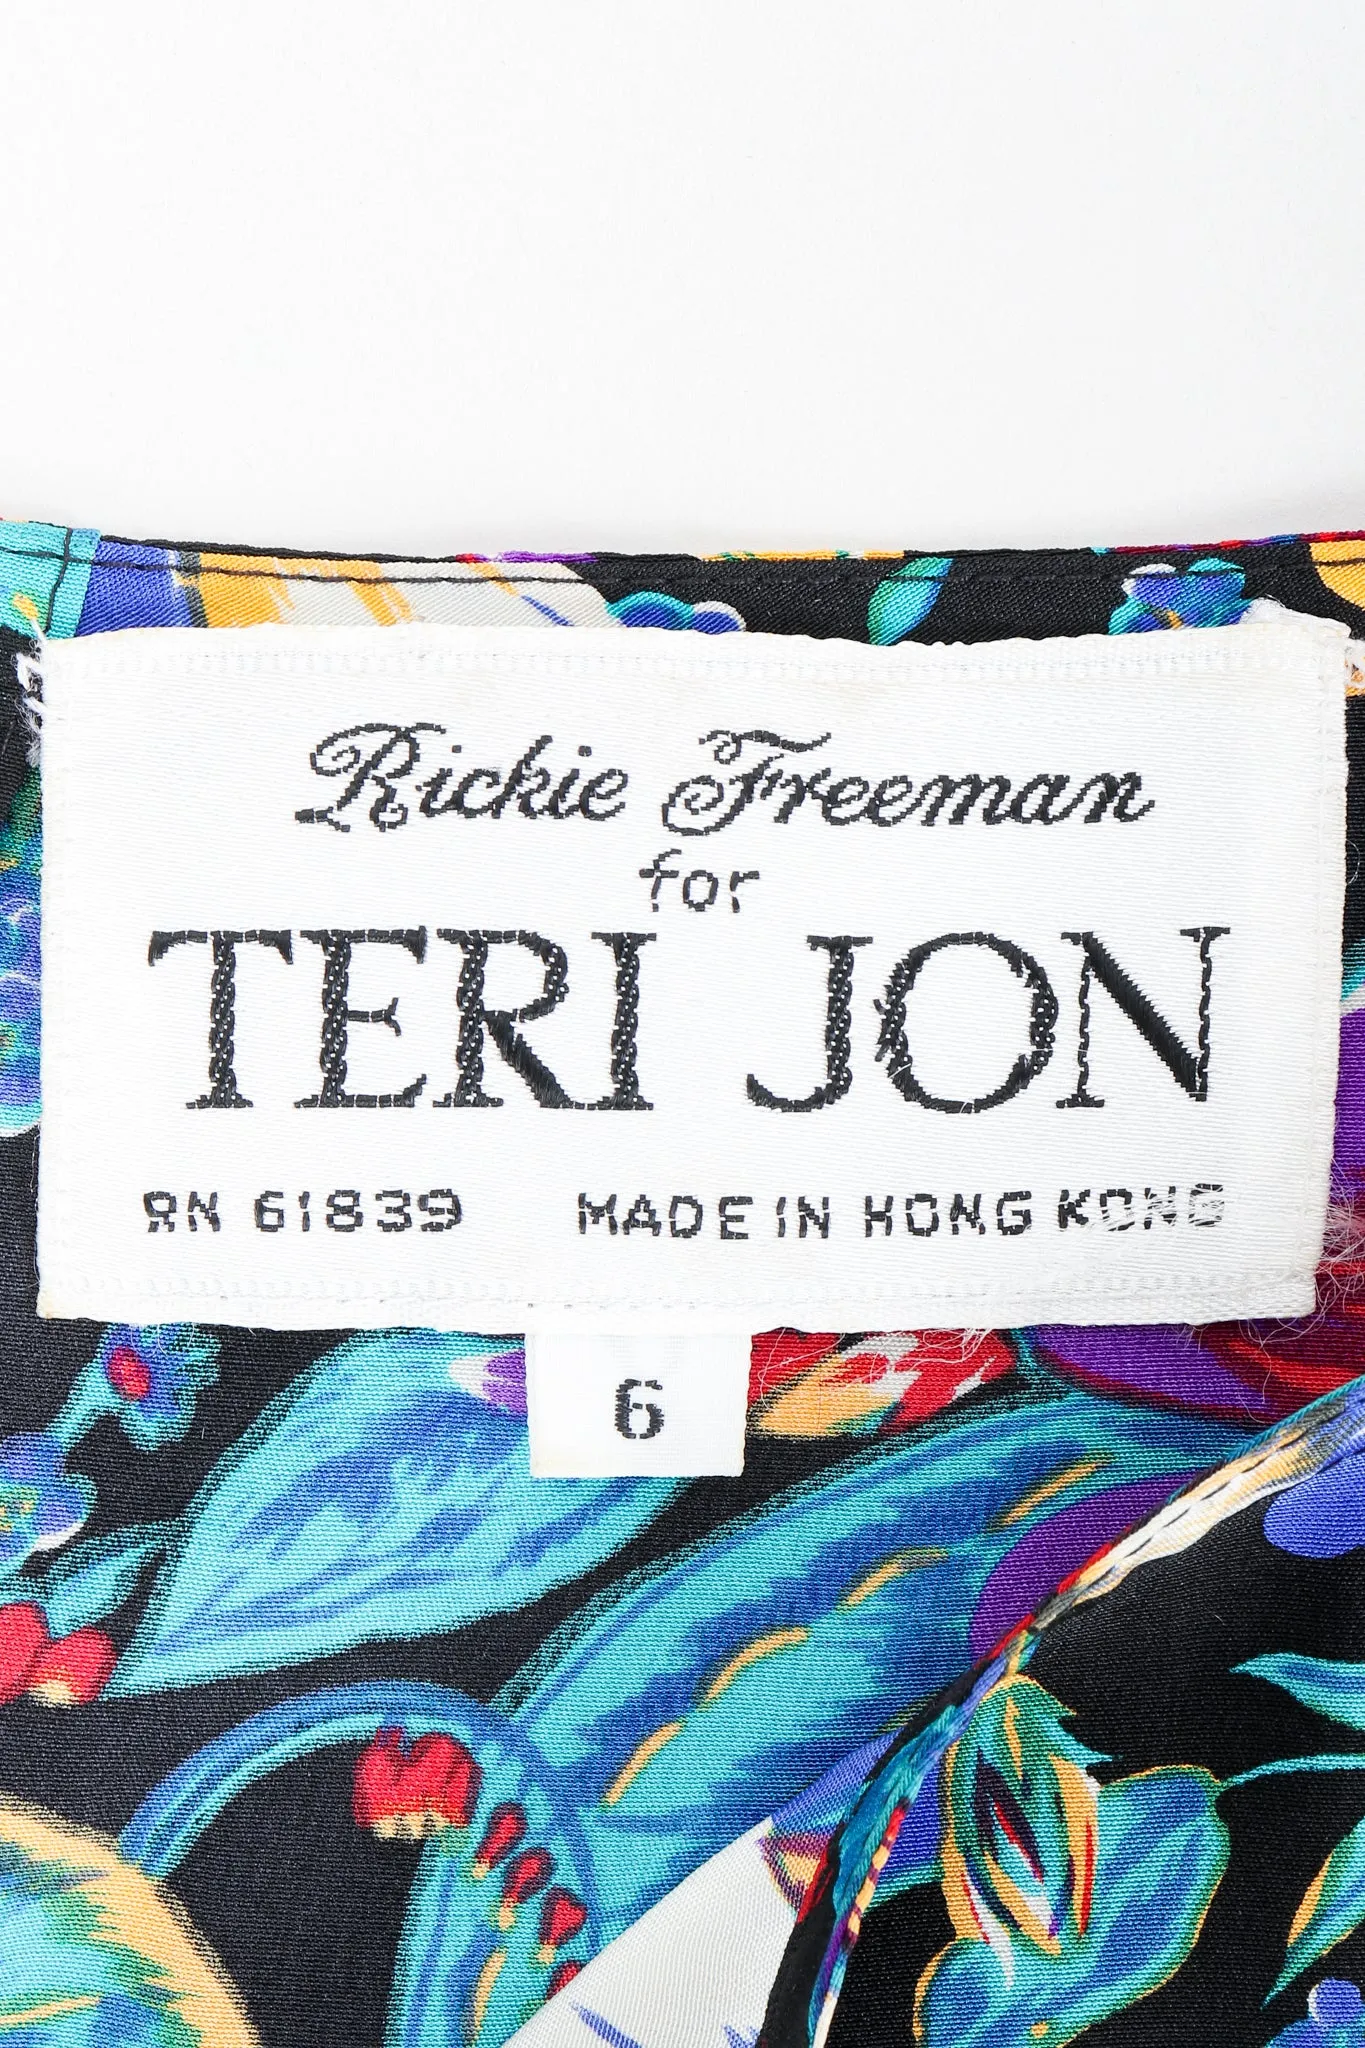 Rickie Freeman
for
TERI JON
RN 61839 MADE IN HONG KONG
6